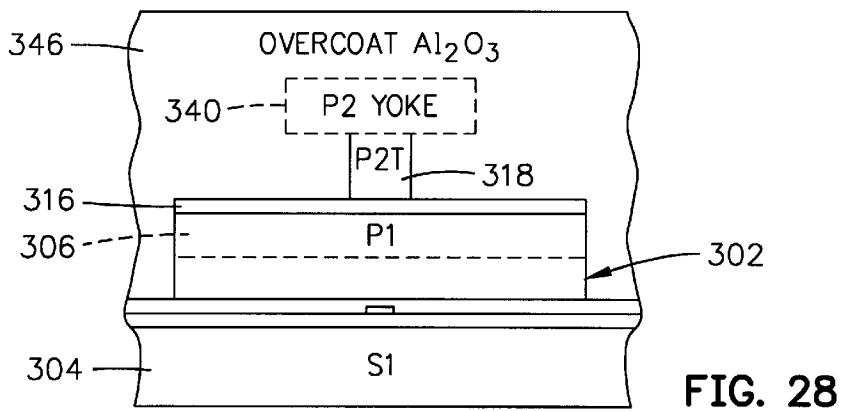 346
OVERCOAT Al₂O₃
340
P2 YOKE
P2T
318
316
306
P1
302
304
S1
FIG. 28